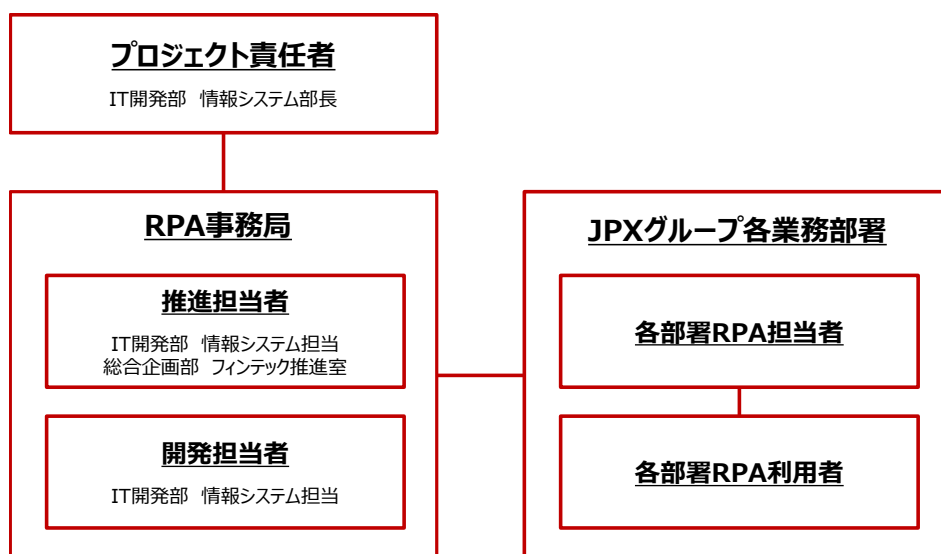 プロジェクト責任者
IT開発部 情報システム部長
RPA事務局
推進担当者
IT開発部 情報システム担当
総合企画部 フィンテック推進室
開発担当者
IT開発部 情報システム担当
JPXグループ各業務部署
各部署RPA担当者
各部署RPA利用者